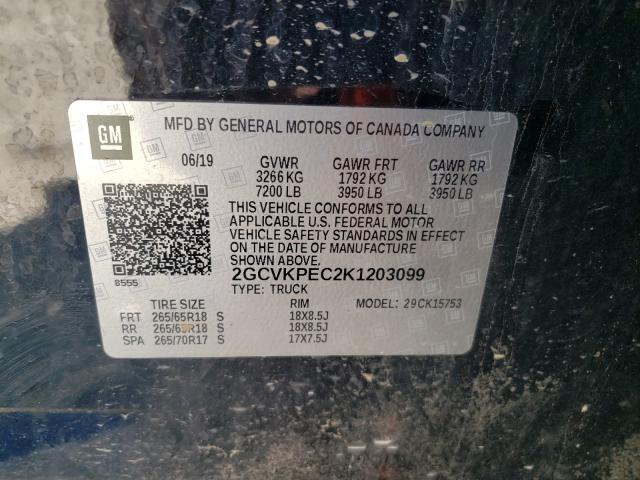 GM
MFD BY GENERAL MOTORS OF CANADA COMPANY
06/19 GVWR GAWR FRT GAWR RR
3266 KG 1792 KG 1792 KG
7200 LB 3950 LB 3950 LB
THIS VEHICLE CONFORMS TO ALL
APPLICABLE U.S. FEDERAL MOTOR
VEHICLE SAFETY STANDARDS IN EFFECT
ON THE DATE OF MANUFACTURE
SHOWN ABOVE.
8555
2GCVKPEC2K1203099
TYPE: TRUCK
TIRE SIZE RIM MODEL: 29CK15753
FRT 265/65R18 S 18X8.5J
RR 265/65R18 S 18X8.5J
SPA 265/70R17 S 17X7.5J